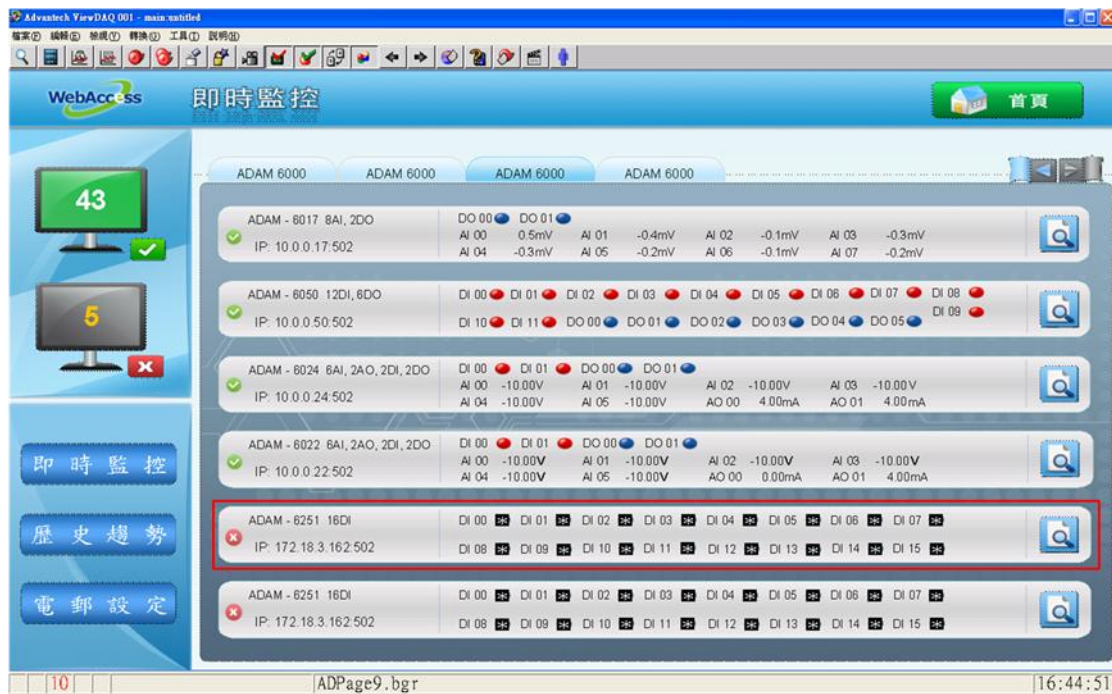 Advantech ViewDAQ 001 - main:untitled
檔案(F) 編輯(E) 檢視(V) 轉換(G) 工具(T) 說明(H)
WebAccess
即時監控
首頁
ADAM 6000 ADAM 6000 ADAM 6000 ADAM 6000
43
5
即時監控
歷史趨勢
電郵設定
ADAM - 6017 8AI, 2DO
IP: 10.0.0.17:502
DO 00 DO 01
AI 00 0.5mV AI 01 -0.4mV AI 02 -0.1mV AI 03 -0.3mV
AI 04 -0.3mV AI 05 -0.2mV AI 06 -0.1mV AI 07 -0.2mV
ADAM - 6050 12DI, 6DO
IP: 10.0.0.50:502
DI 00 DI 01 DI 02 DI 03 DI 04 DI 05 DI 06 DI 07 DI 08
DI 09
DI 10 DI 11 DO 00 DO 01 DO 02 DO 03 DO 04 DO 05
ADAM - 6024 6AI, 2AO, 2DI, 2DO
IP: 10.0.0.24:502
DI 00 DI 01 DO 00 DO 01
AI 00 -10.00V AI 01 -10.00V AI 02 -10.00V AI 03 -10.00V
AI 04 -10.00V AI 05 -10.00V AO 00 4.00mA AO 01 4.00mA
ADAM - 6022 6AI, 2AO, 2DI, 2DO
IP: 10.0.0.22:502
DI 00 DI 01 DO 00 DO 01
AI 00 -10.00V AI 01 -10.00V AI 02 -10.00V AI 03 -10.00V
AI 04 -10.00V AI 05 -10.00V AO 00 0.00mA AO 01 4.00mA
ADAM - 6251 16DI
IP: 172.18.3.162:502
DI 00 DI 01 DI 02 DI 03 DI 04 DI 05 DI 06 DI 07
DI 08 DI 09 DI 10 DI 11 DI 12 DI 13 DI 14 DI 15
ADAM - 6251 16DI
IP: 172.18.3.162:502
DI 00 DI 01 DI 02 DI 03 DI 04 DI 05 DI 06 DI 07
DI 08 DI 09 DI 10 DI 11 DI 12 DI 13 DI 14 DI 15
10 ADPage9.bgr 16:44:51